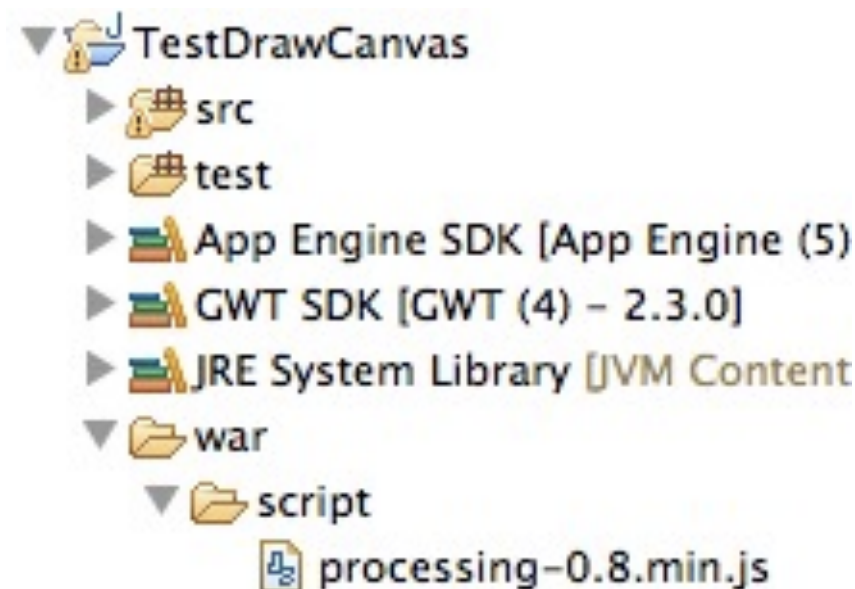 TestDrawCanvas
src
test
App Engine SDK [App Engine (5)
GWT SDK [GWT (4) – 2.3.0]
JRE System Library [JVM Content
war
script
processing-0.8.min.js